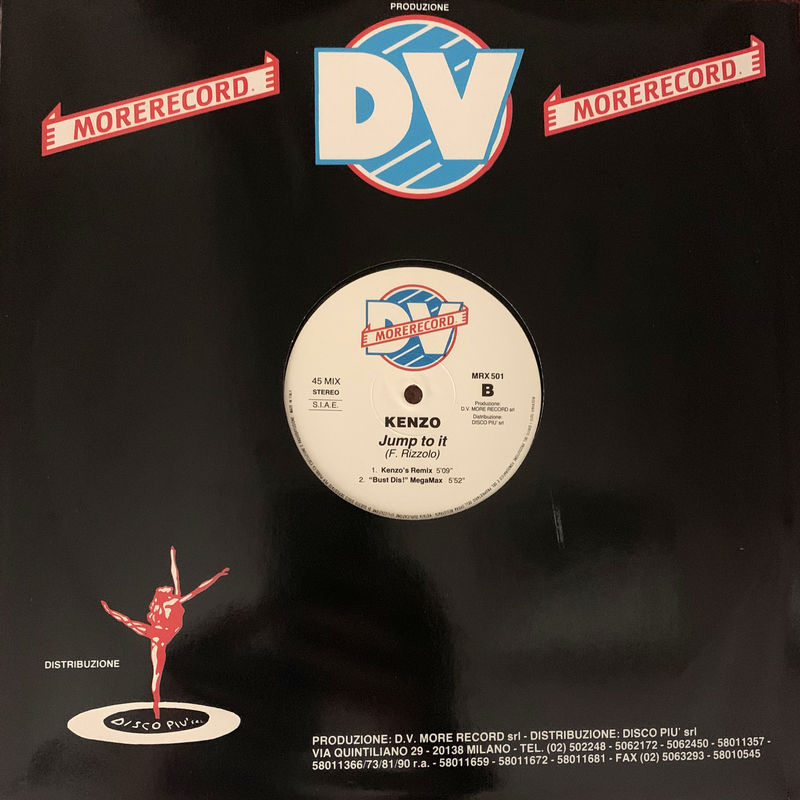 PRODUZIONE
DV
MORERECORD.
MORERECORD.
DV
MORERECORD.
45 MIX
STEREO
S.I.A.E.
MRX 501
B
Produzione:
D.V. MORE RECORD srl
Distribuzione:
DISCO PIU' srl
KENZO
Jump to it
(F. Rizzolo)
1. Kenzo's Remix 5'09"
2. "Bust Dis!" MegaMax 5'52"
DISTRIBUZIONE
DISCO PIU' s.r.l.
PRODUZIONE: D.V. MORE RECORD srl - DISTRIBUZIONE: DISCO PIU' srl
VIA QUINTILIANO 29 - 20138 MILANO - TEL. (02) 502248 - 5062172 - 5062450 - 58011357 -
58011366/73/81/90 r.a. - 58011659 - 58011672 - 58011681 - FAX (02) 5063293 - 58010545